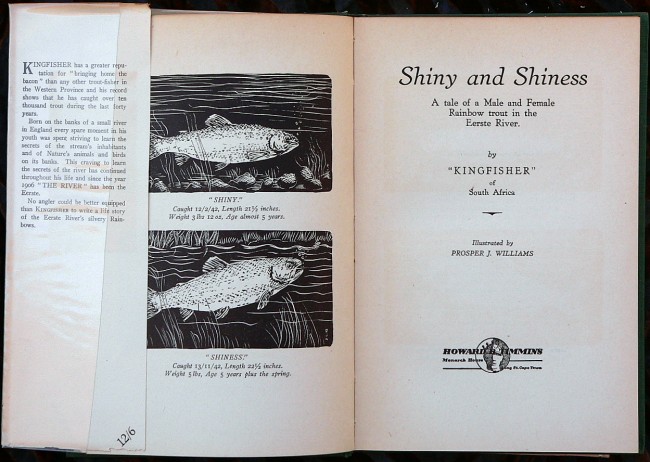 KINGFISHER has a greater repu-
tation for "bringing home the
bacon" than any other trout-fisher in
the Western Province and his record
shows that he has caught over ten
thousand trout during the last forty
years.
Born on the banks of a small river
in England every spare moment in his
youth was spent striving to learn the
secrets of the stream's inhabitants
and of Nature's animals and birds
on its banks. This craving to learn
the secrets of the river has continued
throughout his life and since the year
1906 "THE RIVER" has been the
Eerste.
No angler could be better equipped
than KINGFISHER to write a life story
of the Eerste River's silvery Rain-
bows.
12/6
"SHINY."
Caught 12/2/42, Length 21½ inches.
Weight 3 lbs 12 oz, Age almost 5 years.
"SHINESS."
Caught 13/11/42, Length 22½ inches.
Weight 5 lbs, Age 5 years plus the spring.
Shiny and Shiness
A tale of a Male and Female
Rainbow trout in the
Eerste River.
by
"KINGFISHER"
of
South Africa
Illustrated by
PROSPER J. WILLIAMS
HOWARD B. TIMMINS
Monarch House
Long St. Cape Town